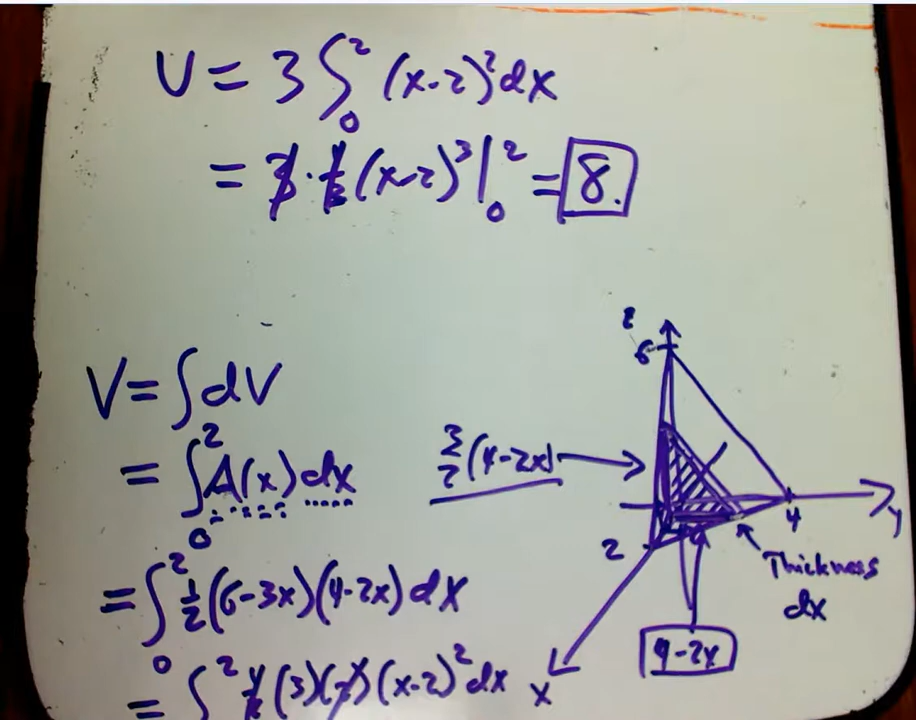 V = 3 ∫₀² (x-2)² dx
= 3 · 1/3 (x-2)³ |₀² = 8.
V = ∫ dV
= ∫₀² A(x) dx
= ∫₀² 1/2 (6-3x)(4-2x) dx
= ∫ ² 1/2 (3)(2)(x-2)² dx
z
6
3/2 (4-2x)
4
y
2
Thickness
dx
4-2x
x